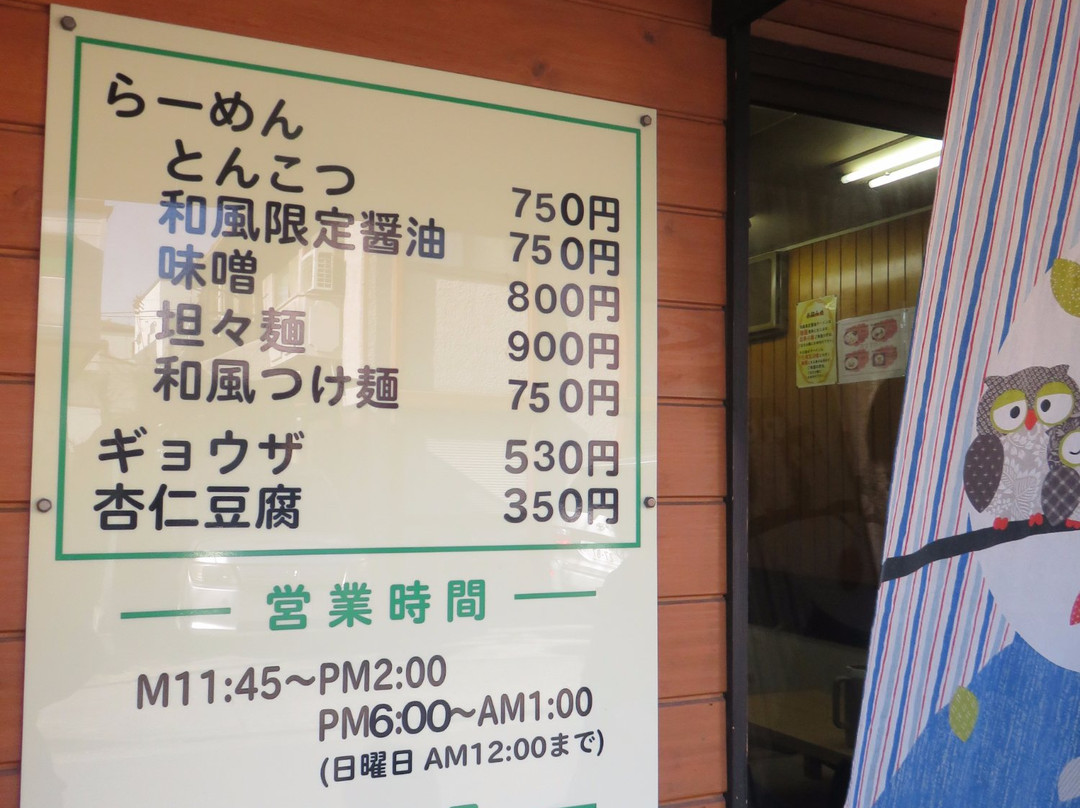 らーめん
とんこつ 750円
和風限定醤油 750円
味噌 800円
坦々麺 900円
和風つけ麺 750円
ギョウザ 530円
杏仁豆腐 350円
営業時間
M11:45～PM2:00
PM6:00～AM1:00
(日曜日 AM12:00まで)